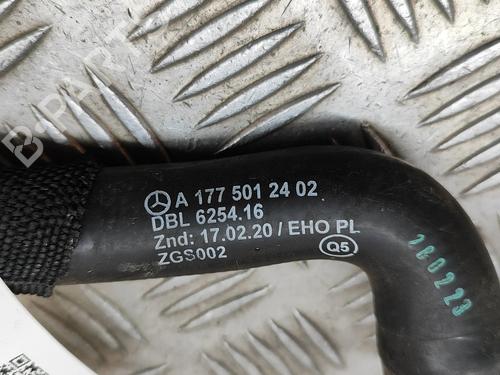 A 177 501 24 02
DBL 6254.16
Znd: 17.02.20 / EHO PL
ZGS002
Q5
280223
B-PARTS